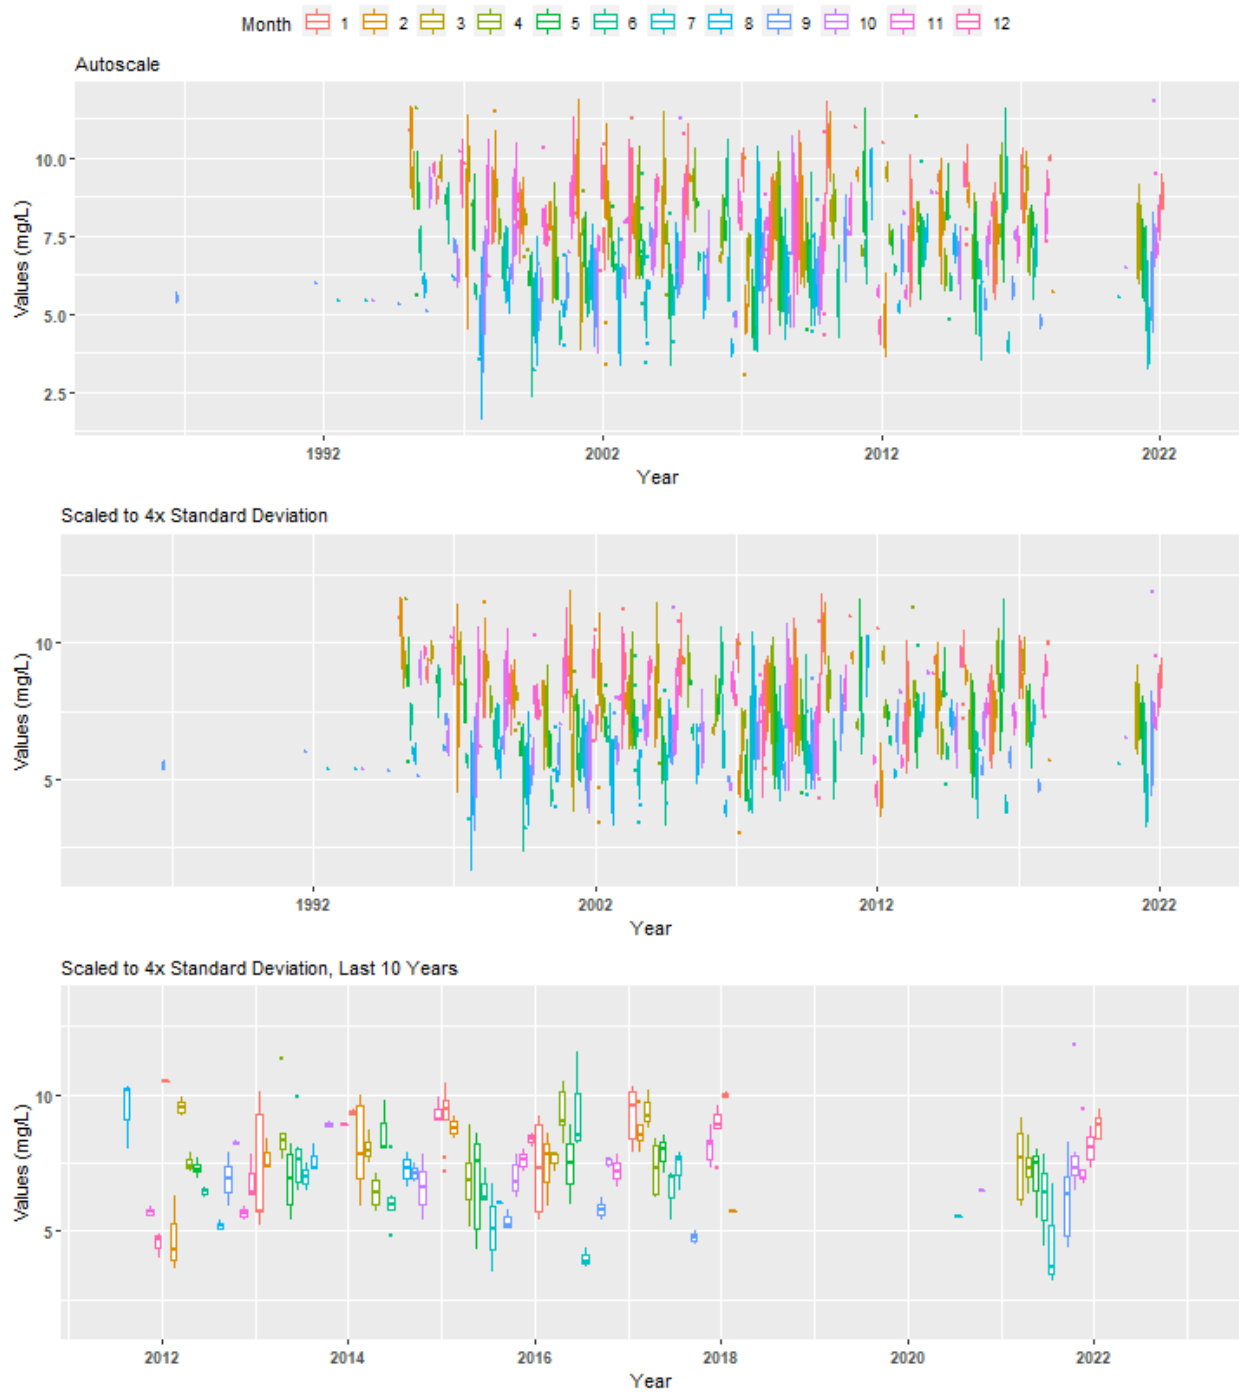 Month 1 2 3 4 5 6 7 8 9 10 11 12
Autoscale
10.0
7.5
5.0
2.5
Values (mg/L)
1992 2002 2012 2022
Year
Scaled to 4x Standard Deviation
10
5
Values (mg/L)
1992 2002 2012 2022
Year
Scaled to 4x Standard Deviation, Last 10 Years
10
5
Values (mg/L)
2012 2014 2016 2018 2020 2022
Year